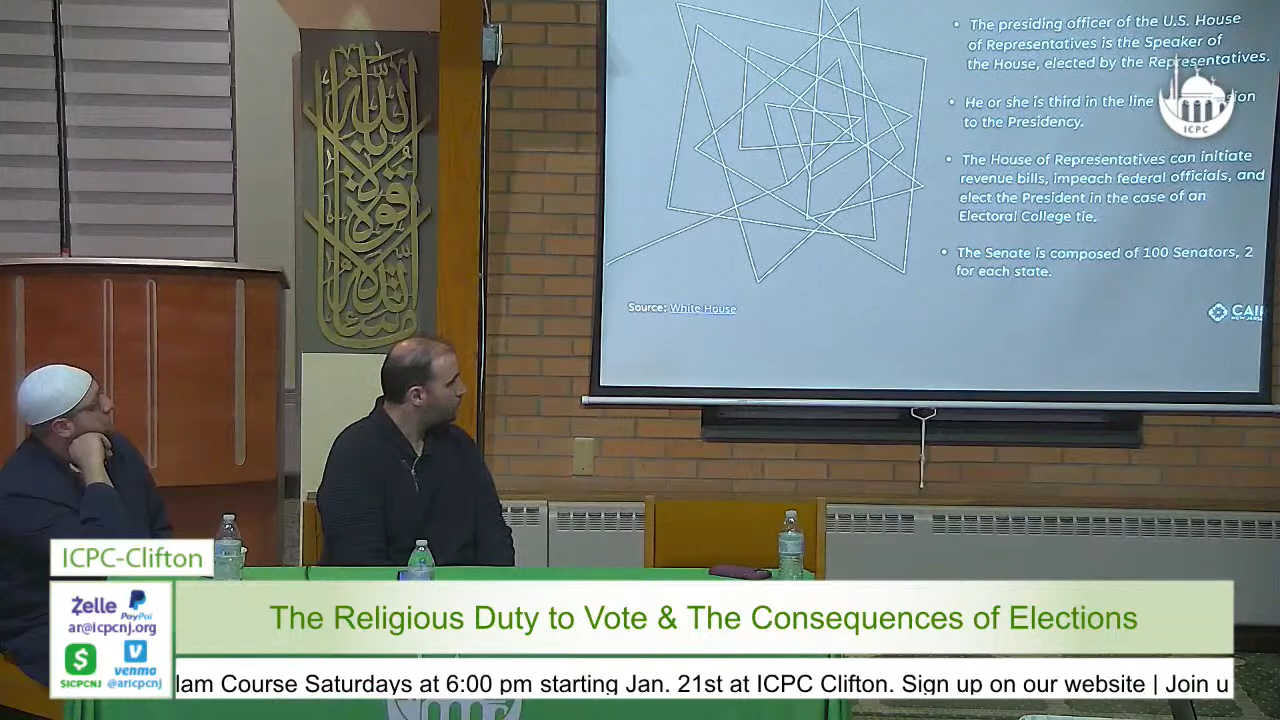 • The presiding officer of the U.S. House
of Representatives is the Speaker of
the House, elected by the Representatives.
• He or she is third in the line
to the Presidency.
• The House of Representatives can initiate
revenue bills, impeach federal officials, and
elect the President in the case of an
Electoral College tie.
• The Senate is composed of 100 Senators, 2
for each state.
Source: White House
CAIR
ICPC
ICPC-Clifton
Zelle
PayPal
ar@icpcnj.org
The Religious Duty to Vote & The Consequences of Elections
venmo
$ICPCNJ @aricpcnj
lam Course Saturdays at 6:00 pm starting Jan. 21st at ICPC Clifton. Sign up on our website | Join u